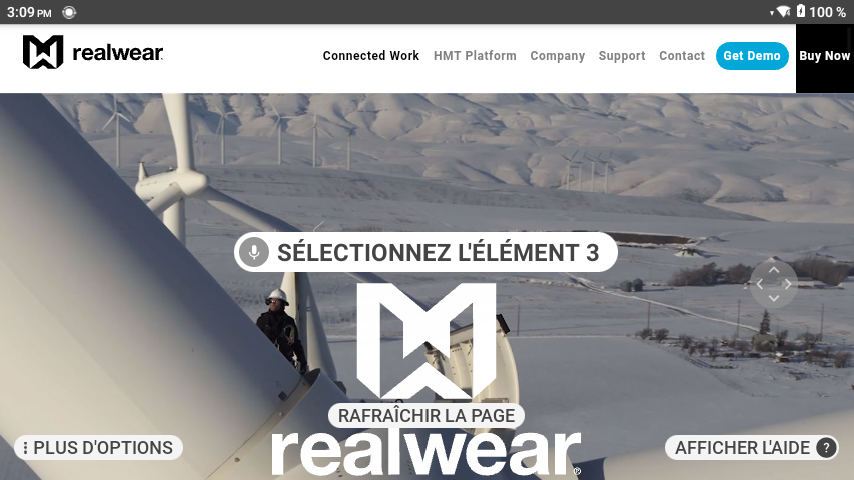 3:09 PM
100 %
realwear
Connected Work HMT Platform Company Support Contact Get Demo Buy Now
SÉLECTIONNEZ L'ÉLÉMENT 3
RAFRAÎCHIR LA PAGE
PLUS D'OPTIONS
AFFICHER L'AIDE ?
realwear®